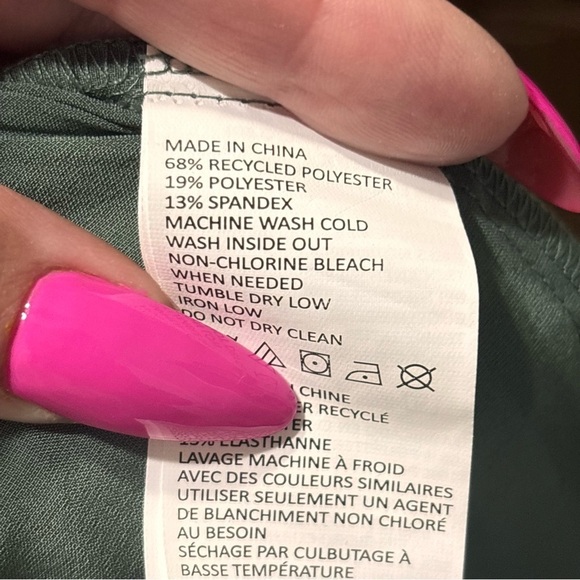 MADE IN CHINA
68% RECYCLED POLYESTER
19% POLYESTER
13% SPANDEX
MACHINE WASH COLD
WASH INSIDE OUT
NON-CHLORINE BLEACH
WHEN NEEDED
TUMBLE DRY LOW
IRON LOW
DO NOT DRY CLEAN
CHINE
RECYCLÉ
ELASTHANNE
LAVAGE MACHINE À FROID
AVEC DES COULEURS SIMILAIRES
UTILISER SEULEMENT UN AGENT
DE BLANCHIMENT NON CHLORÉ
AU BESOIN
SÉCHAGE PAR CULBUTAGE À
BASSE TEMPÉRATURE